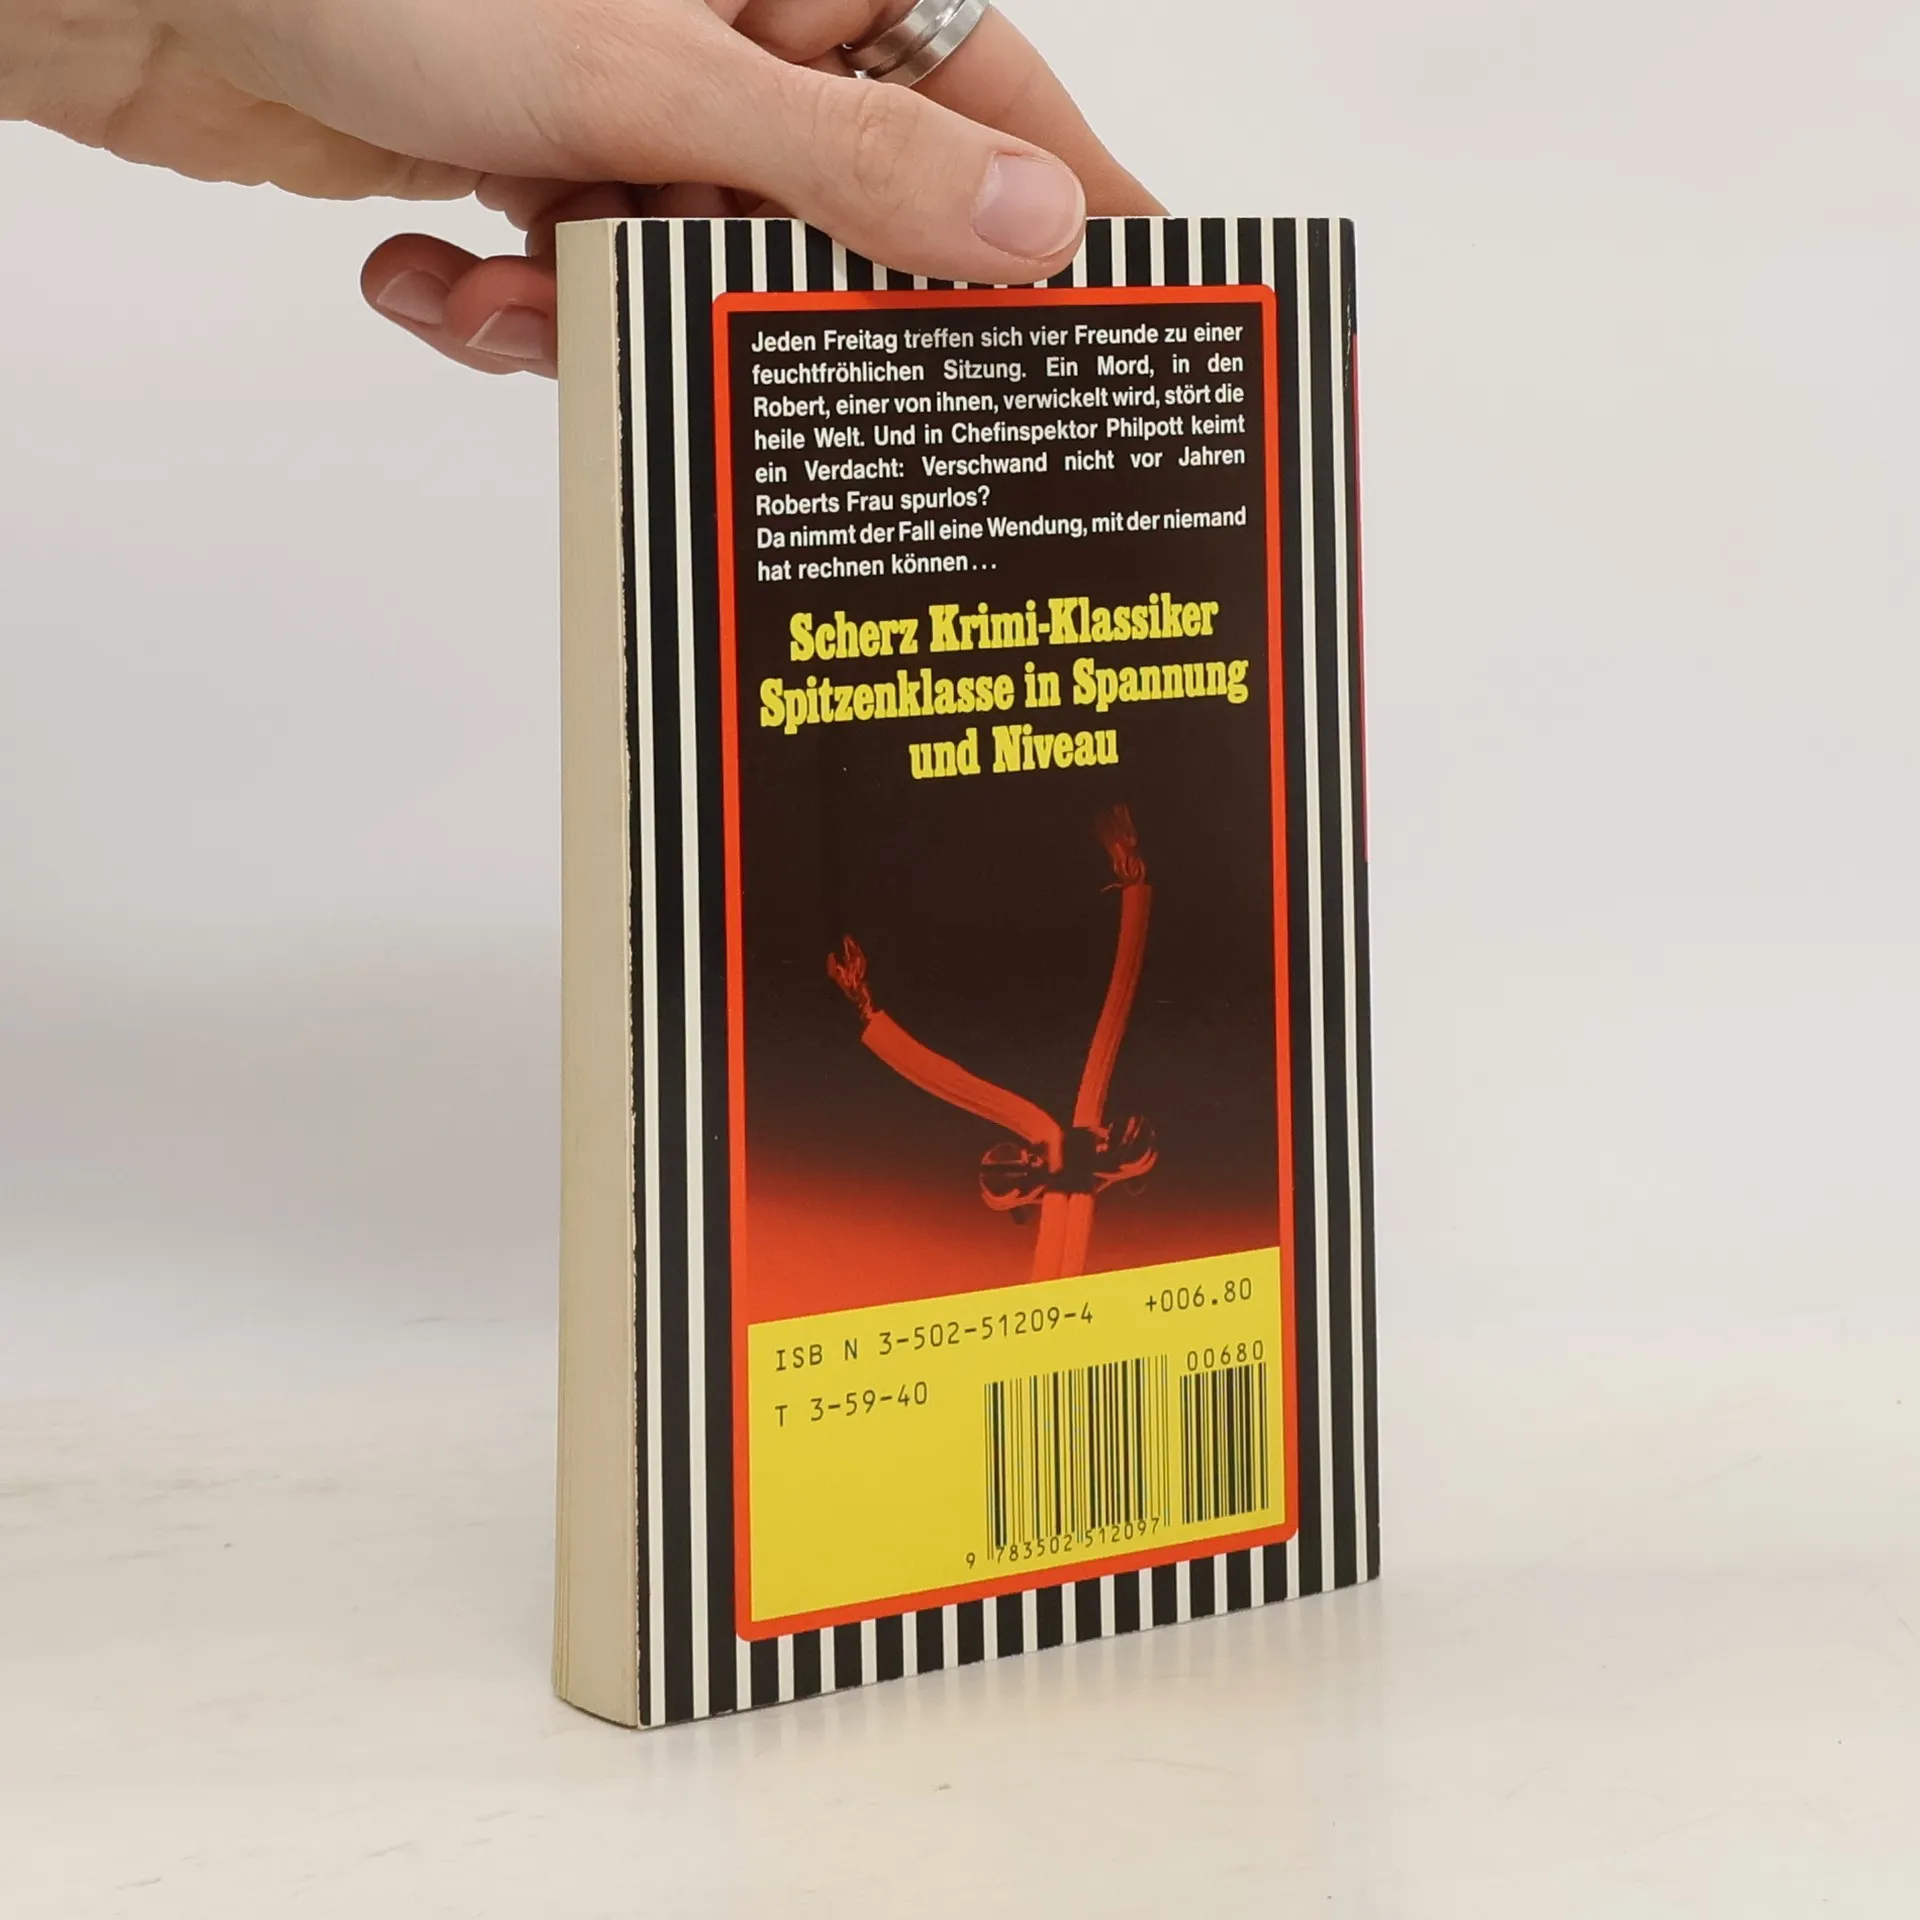 Jeden Freitag treffen sich vier Freunde zu einer
feuchtfröhlichen Sitzung. Ein Mord, in den
Robert, einer von ihnen, verwickelt wird, stört die
heile Welt. Und in Chefinspektor Philpott keimt
ein Verdacht: Verschwand nicht vor Jahren
Roberts Frau spurlos?
Da nimmt der Fall eine Wendung, mit der niemand
hat rechnen können...
Scherz Krimi-Klassiker
Spitzenklasse in Spannung
und Niveau
ISB N 3-502-51209-4 +006.80
T 3-59-40
00680
9 783502 512097